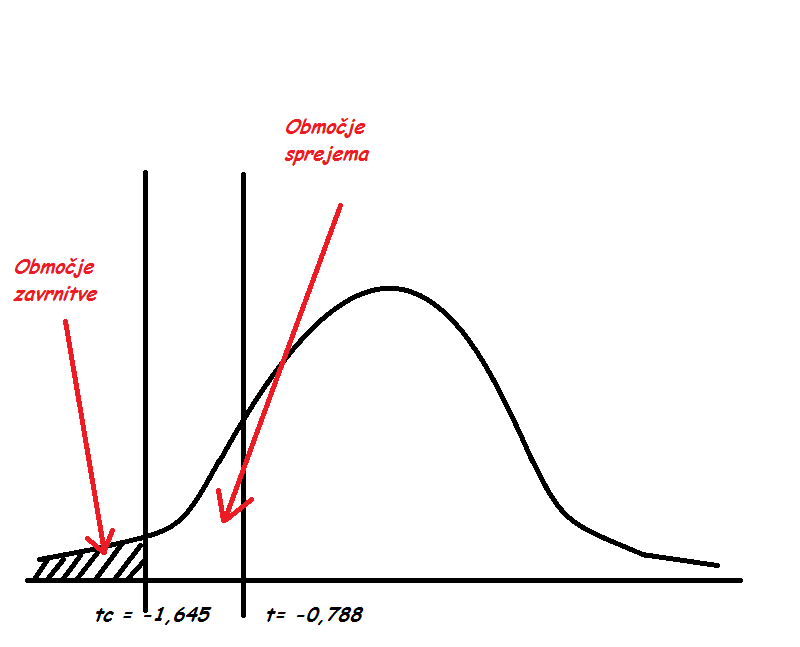 Območje
sprejema
Območje
zavrnitve
tc = -1,645
t= -0,788